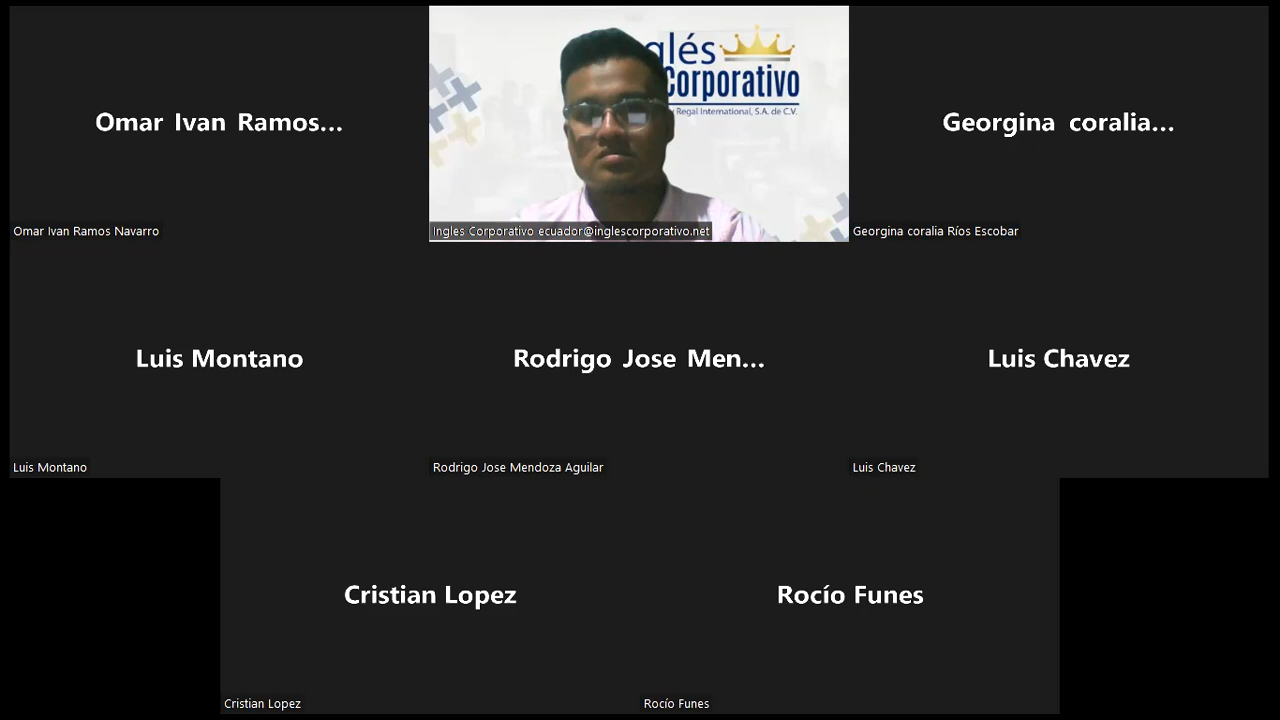 Omar Ivan Ramos...
Omar Ivan Ramos Navarro
glés
Corporativo
Regal International, S.A. de C.V.
Ingles Corporativo ecuador@inglescorporativo.net
Georgina coralia...
Georgina coralia Ríos Escobar
Luis Montano
Luis Montano
Rodrigo Jose Men...
Rodrigo Jose Mendoza Aguilar
Luis Chavez
Luis Chavez
Cristian Lopez
Cristian Lopez
Rocío Funes
Rocío Funes